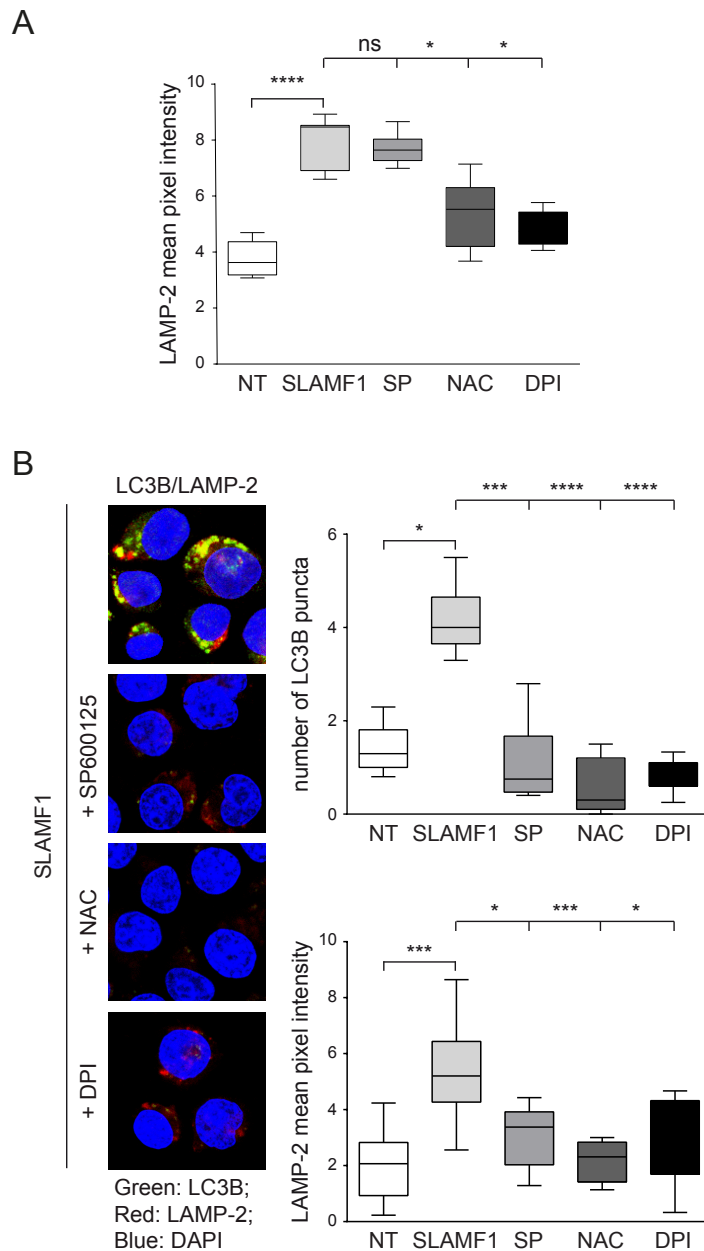 A
ns * *
****
LAMP-2 mean pixel intensity
10
8
6
4
2
0
NT SLAMF1 SP NAC DPI
B
LC3B/LAMP-2
SLAMF1
+ SP600125
+ NAC
+ DPI
Green: LC3B;
Red: LAMP-2;
Blue: DAPI
*** **** ****
*
number of LC3B puncta
6
4
2
0
NT SLAMF1 SP NAC DPI
* *** *
***
LAMP-2 mean pixel intensity
10
8
6
4
2
0
NT SLAMF1 SP NAC DPI